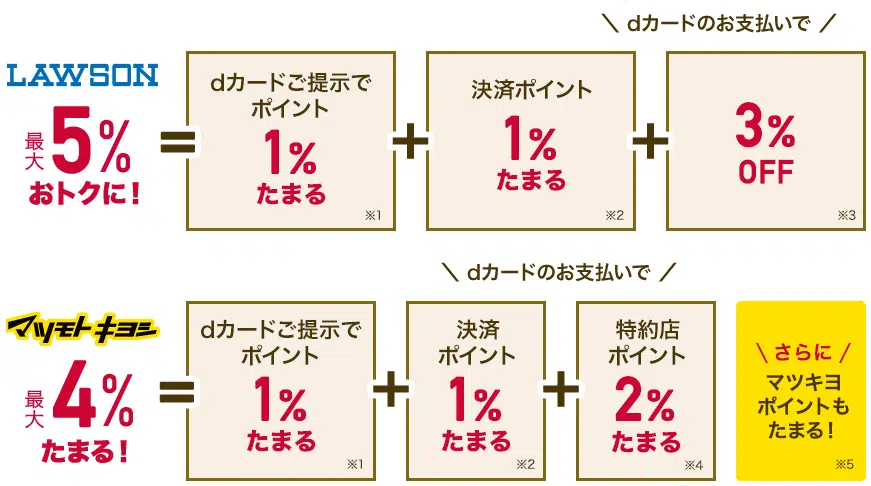 \ dカードのお支払いで /
LAWSON
最大5%
おトクに!
=
dカードご提示で
ポイント
1%
たまる
※1
+
決済ポイント
1%
たまる
※2
+
3%
OFF
※3
\ dカードのお支払いで /
マツモトキヨシ
最大4%
たまる!
=
dカードご提示で
ポイント
1%
たまる
※1
+
決済
ポイント
1%
たまる
※2
+
特約店
ポイント
2%
たまる
※4
\ さらに /
マツキヨ
ポイントも
たまる!
※5